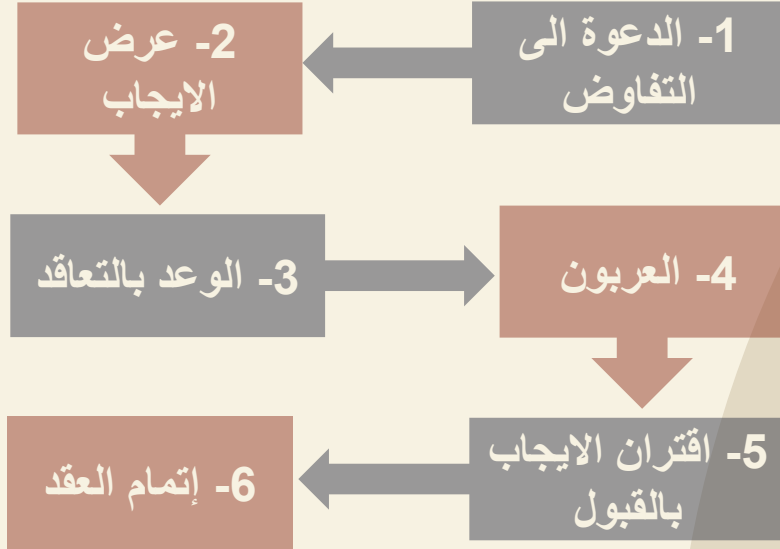 1- الدعوة الى
التفاوض
2- عرض
الايجاب
3- الوعد بالتعاقد
4- العربون
5- اقتران الايجاب
بالقبول
6- إتمام العقد